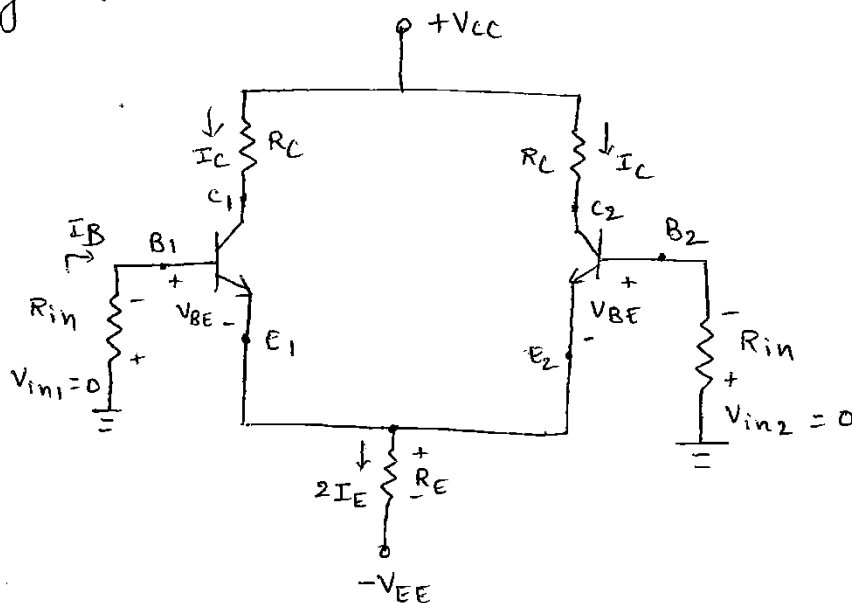 g
+VCC
IC RC
RC IC
C1
C2
IB
B1
B2
+
VBE -
+
VBE
-
Rin
-
+
Vin1=0
E1
E2
-
Rin
+
Vin2 = 0
2IE
+
RE
-
-VEE